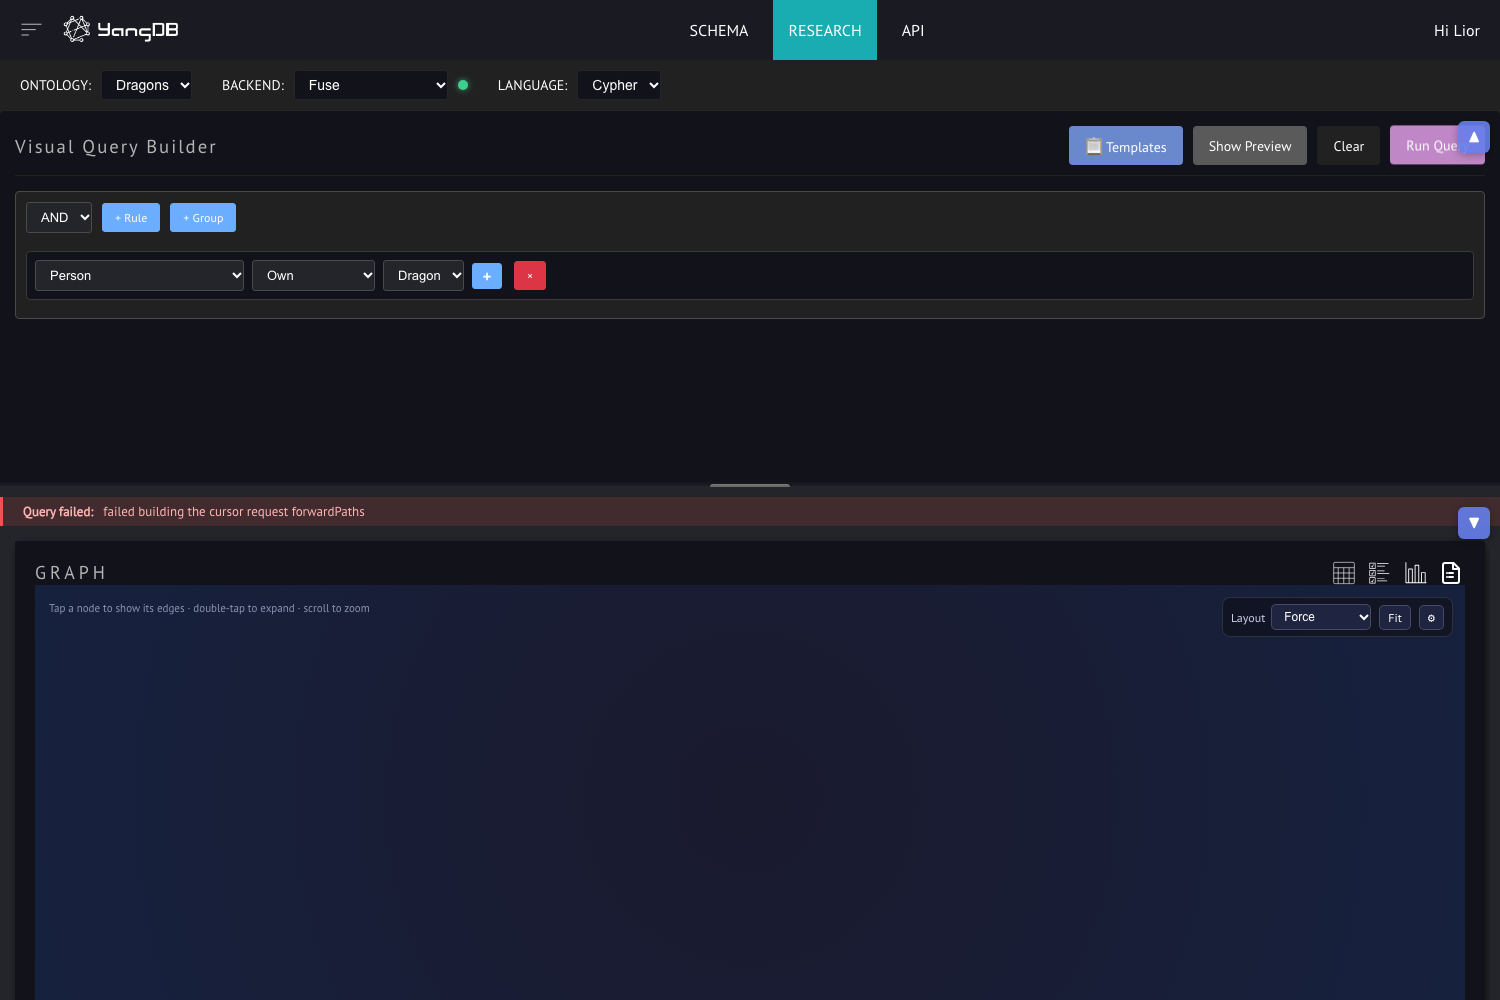 YangDB
SCHEMA
RESEARCH
API
Hi Lior
ONTOLOGY: Dragons
BACKEND: Fuse
LANGUAGE: Cypher
Visual Query Builder
Templates
Show Preview
Clear
Run Que
▲
AND
+ Rule
+ Group
Person
Own
Dragon
+
×
Query failed: failed building the cursor request forwardPaths
▼
GRAPH
Tap a node to show its edges · double-tap to expand · scroll to zoom
Layout Force
Fit